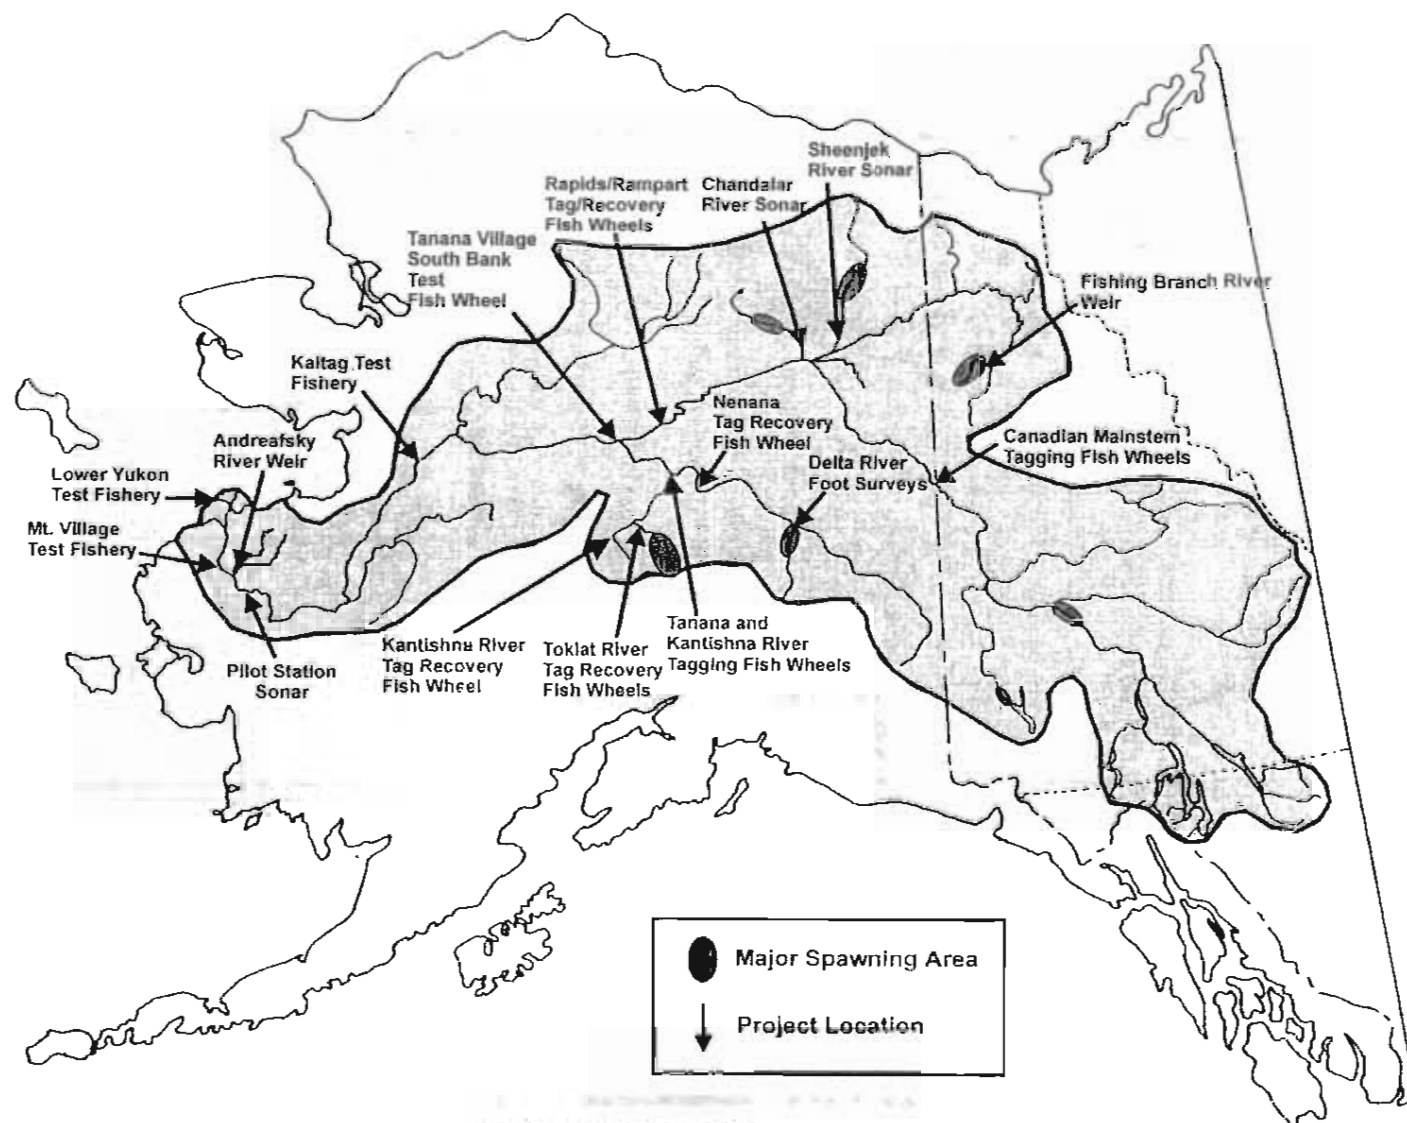 Sheenjek
River Sonar
Rapids/Rampart
Tag/Recovery
Fish Wheels
Chandalar
River Sonar
Tanana Village
South Bank
Test
Fish Wheel
Fishing Branch River
Weir
Kaltag Test
Fishery
Nenana
Tag Recovery
Fish Wheel
Andreafsky
River Weir
Canadian Mainstem
Tagging Fish Wheels
Lower Yukon
Test Fishery
Delta River
Foot Surveys
Mt. Village
Test Fishery
Pilot Station
Sonar
Kantishna River
Tag Recovery
Fish Wheel
Toklat River
Tag Recovery
Fish Wheels
Tanana and
Kantishna River
Tagging Fish Wheels
Major Spawning Area
Project Location